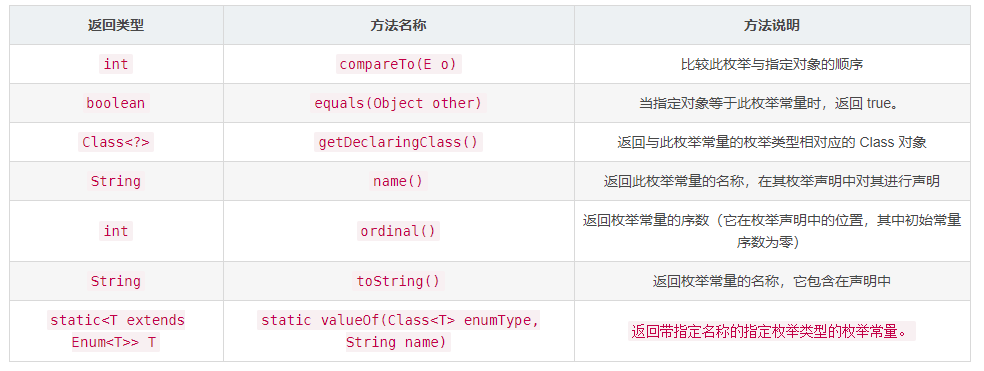 返回类型 方法名称 方法说明
int compareTo(E o) 比较此枚举与指定对象的顺序
boolean equals(Object other) 当指定对象等于此枚举常量时，返回 true。
Class<?> getDeclaringClass() 返回与此枚举常量的枚举类型相对应的 Class 对象
String name() 返回此枚举常量的名称，在其枚举声明中对其进行声明
int ordinal() 返回枚举常量的序数（它在枚举声明中的位置，其中初始常量
序数为零）
String toString() 返回枚举常量的名称，它包含在声明中
static<T extends static valueOf(Class<T> enumType, 返回带指定名称的指定枚举类型的枚举常量。
Enum<T>> T String name)